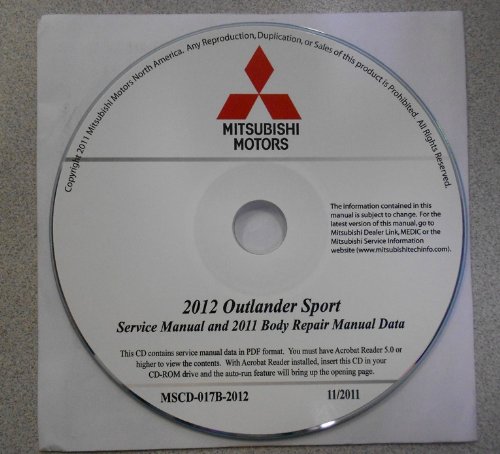 Copyright 2011 Mitsubishi Motors North America. Any Reproduction, Duplication, or Sales of this product is Prohibited. All Rights Reserved.
MITSUBISHI
MOTORS
The information contained in this
manual is subject to change. For the
latest version of this manual, go to
Mitsubishi Dealer Link, MEDIC or the
Mitsubishi Service Information
website (www.mitsubishitechinfo.com).
2012 Outlander Sport
Service Manual and 2011 Body Repair Manual Data
This CD contains service manual data in PDF format. You must have Acrobat Reader 5.0 or
higher to view the contents. With Acrobat Reader installed, insert this CD in your
CD-ROM drive and the auto-run feature will bring up the opening page.
MSCD-017B-2012 11/2011